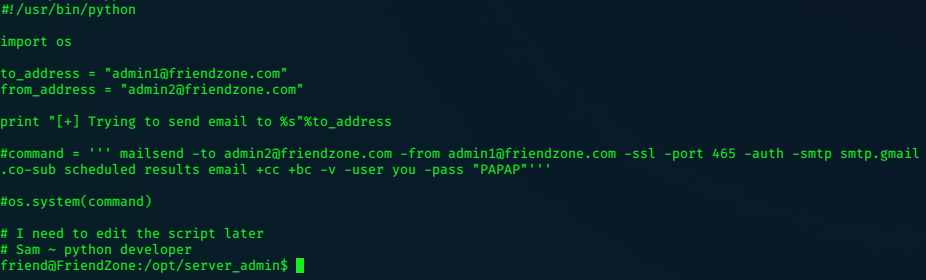 #!/usr/bin/python
import os
to_address = "admin1@friendzone.com"
from_address = "admin2@friendzone.com"
print "[+] Trying to send email to %s"%to_address
#command = ''' mailsend -to admin2@friendzone.com -from admin1@friendzone.com -ssl -port 465 -auth -smtp smtp.gmail
.co-sub scheduled results email +cc +bc -v -user you -pass "PAPAP"'''
#os.system(command)
# I need to edit the script later
# Sam ~ python developer
friend@FriendZone:/opt/server_admin$